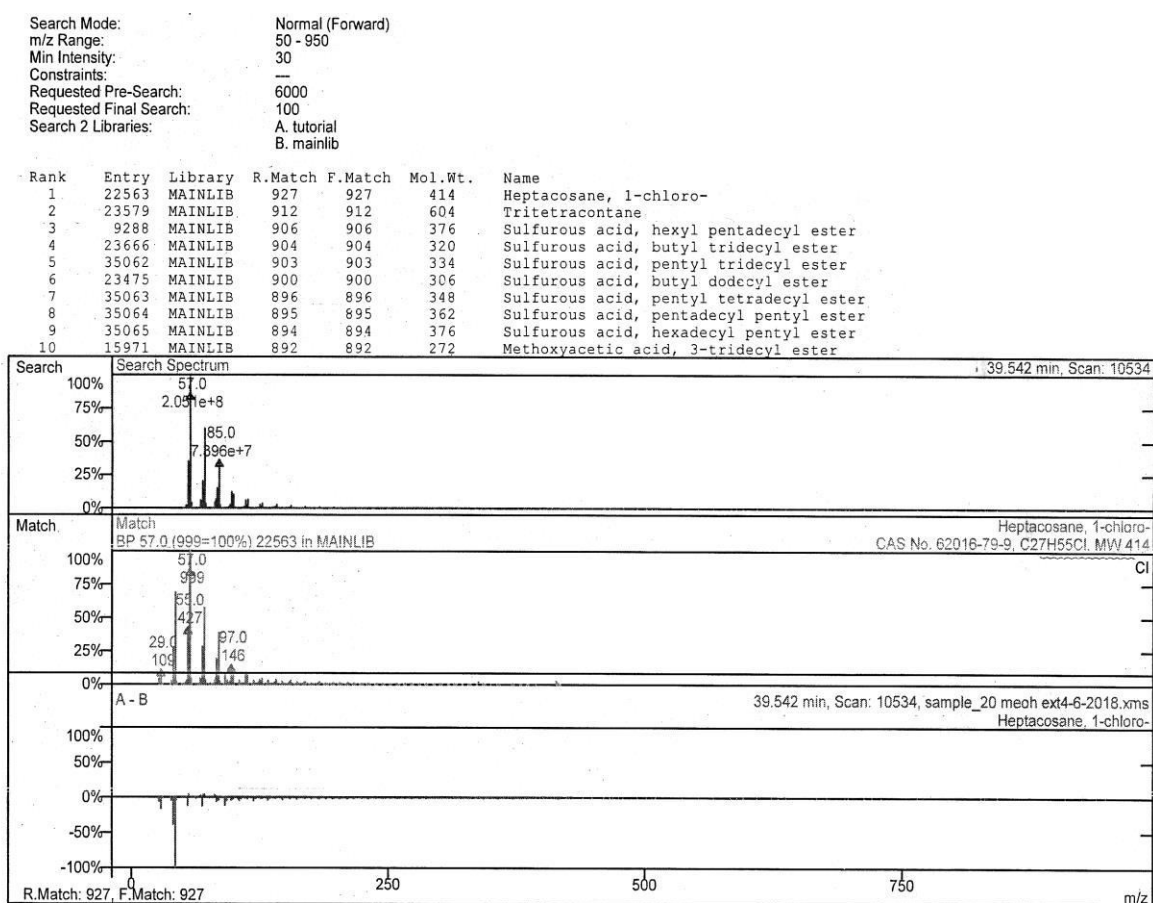 Search Mode: Normal (Forward)
m/z Range: 50 - 950
Min Intensity: 30
Constraints: ---
Requested Pre-Search: 6000
Requested Final Search: 100
Search 2 Libraries: A. tutorial
B. mainlib
Rank Entry Library R.Match F.Match Mol.Wt. Name
1 22563 MAINLIB 927 927 414 Heptacosane, 1-chloro-
2 23579 MAINLIB 912 912 604 Tritetracontane
3 9288 MAINLIB 906 906 376 Sulfurous acid, hexyl pentadecyl ester
4 23666 MAINLIB 904 904 320 Sulfurous acid, butyl tridecyl ester
5 35062 MAINLIB 903 903 334 Sulfurous acid, pentyl tridecyl ester
6 23475 MAINLIB 900 900 306 Sulfurous acid, butyl dodecyl ester
7 35063 MAINLIB 896 896 348 Sulfurous acid, pentyl tetradecyl ester
8 35064 MAINLIB 895 895 362 Sulfurous acid, pentadecyl pentyl ester
9 35065 MAINLIB 894 894 376 Sulfurous acid, hexadecyl pentyl ester
10 15971 MAINLIB 892 892 272 Methoxyacetic acid, 3-tridecyl ester
Search Search Spectrum 39.542 min, Scan: 10534
100% 57.0
2.051e+8
75%
50% 85.0
7.396e+7
25%
0%
Match Match Heptacosane, 1-chloro-
BP 57.0 (999=100%) 22563 in MAINLIB CAS No. 62016-79-9, C27H55Cl, MW 414
100% 57.0 Cl
999
75%
50% 55.0
427
29.0 97.0
25% 109 146
0%
A - B 39.542 min, Scan: 10534, sample_20 meoh ext4-6-2018.xms
Heptacosane, 1-chloro-
100%
50%
0%
-50%
-100%
0 250 500 750
R.Match: 927, F.Match: 927 m/z